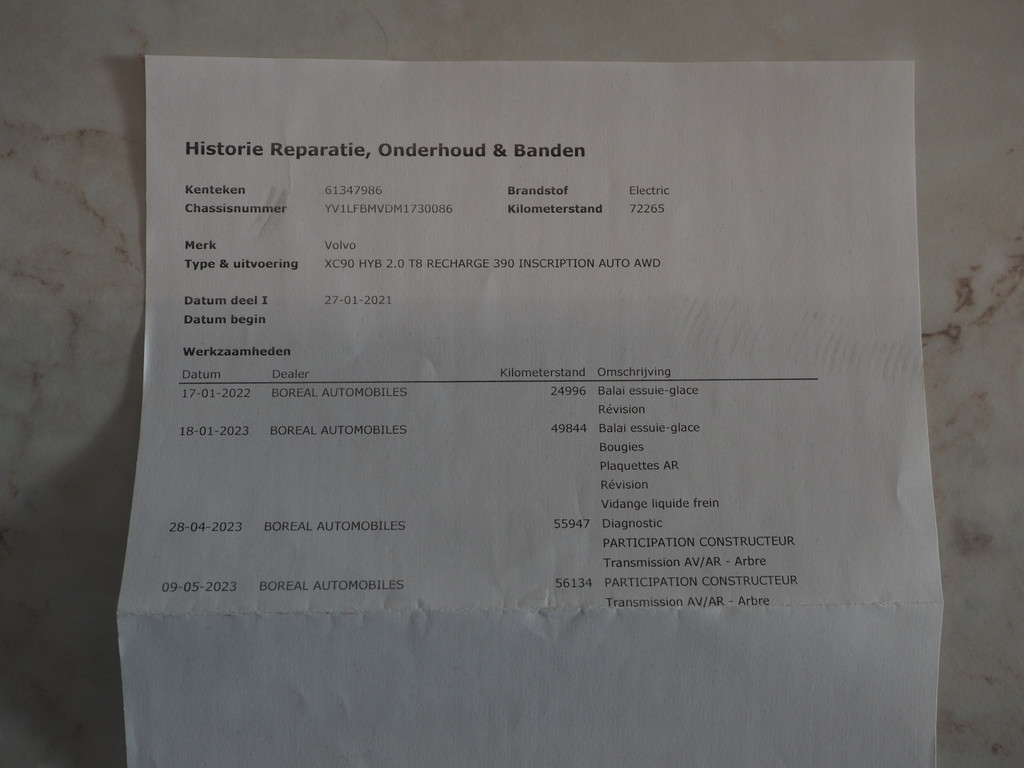 Historie Reparatie, Onderhoud & Banden
Kenteken 61347986 Brandstof Electric
Chassisnummer YV1LFBMVDM1730086 Kilometerstand 72265
Merk Volvo
Type & uitvoering XC90 HYB 2.0 T8 RECHARGE 390 INSCRIPTION AUTO AWD
Datum deel I 27-01-2021
Datum begin
Werkzaamheden
Datum Dealer Kilometerstand Omschrijving
17-01-2022 BOREAL AUTOMOBILES 24996 Balai essuie-glace
Révision
18-01-2023 BOREAL AUTOMOBILES 49844 Balai essuie-glace
Bougies
Plaquettes AR
Révision
Vidange liquide frein
28-04-2023 BOREAL AUTOMOBILES 55947 Diagnostic
PARTICIPATION CONSTRUCTEUR
Transmission AV/AR - Arbre
09-05-2023 BOREAL AUTOMOBILES 56134 PARTICIPATION CONSTRUCTEUR
Transmission AV/AR - Arbre